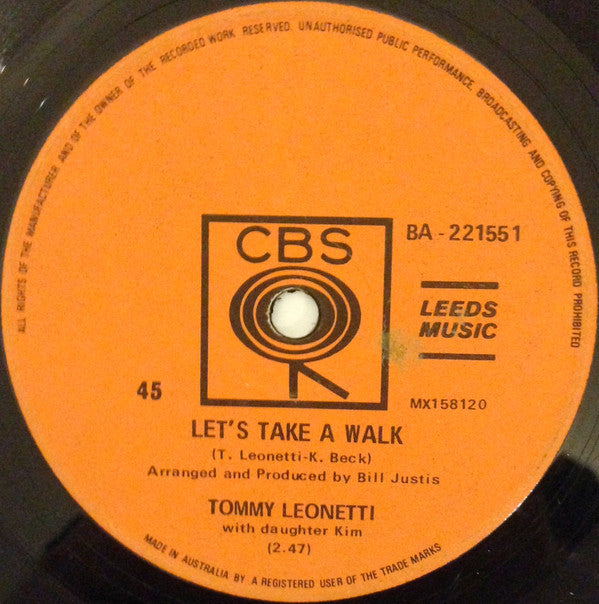 ALL RIGHTS OF THE MANUFACTURER AND OF THE OWNER OF THE RECORDED WORK RESERVED. UNAUTHORISED PUBLIC PERFORMANCE, BROADCASTING AND COPYING OF THIS RECORD PROHIBITED
CBS
BA - 221551
LEEDS
MUSIC
45
MX158120
LET'S TAKE A WALK
(T. Leonetti-K. Beck)
Arranged and Produced by Bill Justis
TOMMY LEONETTI
with daughter Kim
(2.47)
MADE IN AUSTRALIA BY A REGISTERED USER OF THE TRADE MARKS